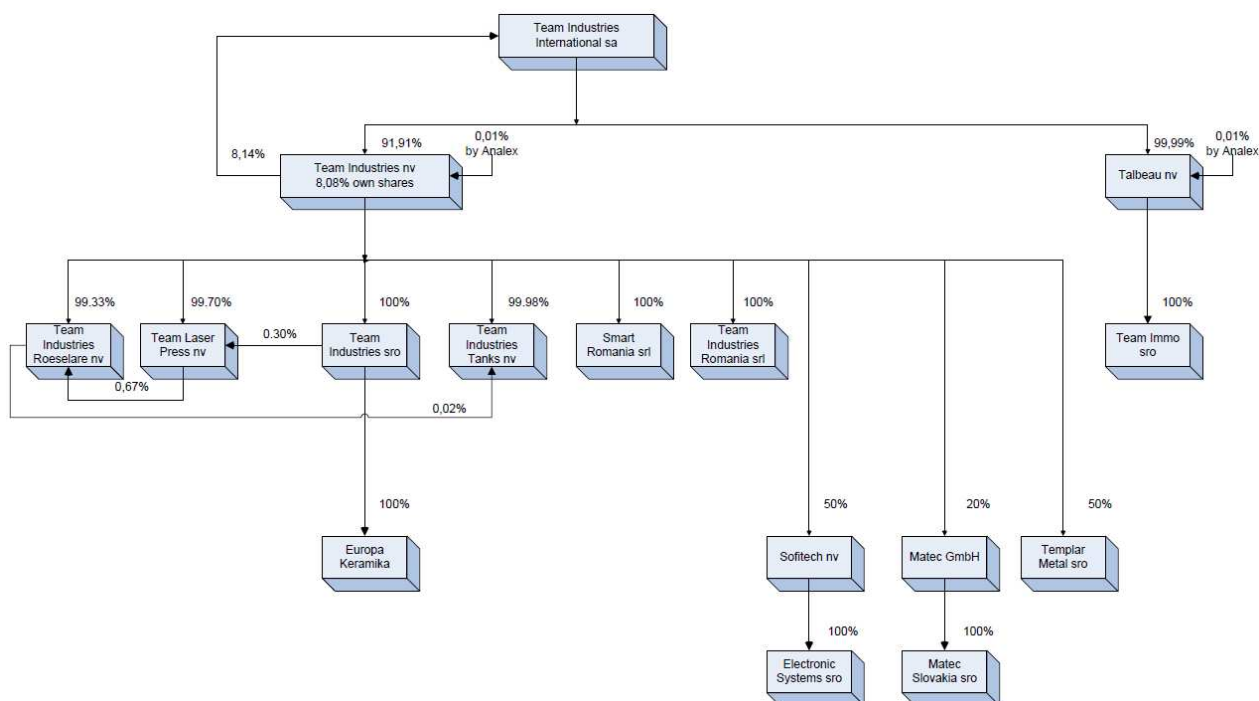 Team Industries
International sa
8,14%
91,91%
0,01%
by Analex
99,99%
0,01%
by Analex
Team Industries nv
8,08% own shares
Talbeau nv
99.33%
99.70%
100%
99.98%
100%
100%
100%
Team
Industries
Roeselare nv
Team Laser
Press nv
0.30%
Team
Industries sro
Team
Industries
Tanks nv
Smart
Romania srl
Team
Industries
Romania srl
Team Immo
sro
0,67%
0,02%
100%
50%
20%
50%
Europa
Keramika
Sofitech nv
Matec GmbH
Templar
Metal sro
100%
100%
Electronic
Systems sro
Matec
Slovakia sro